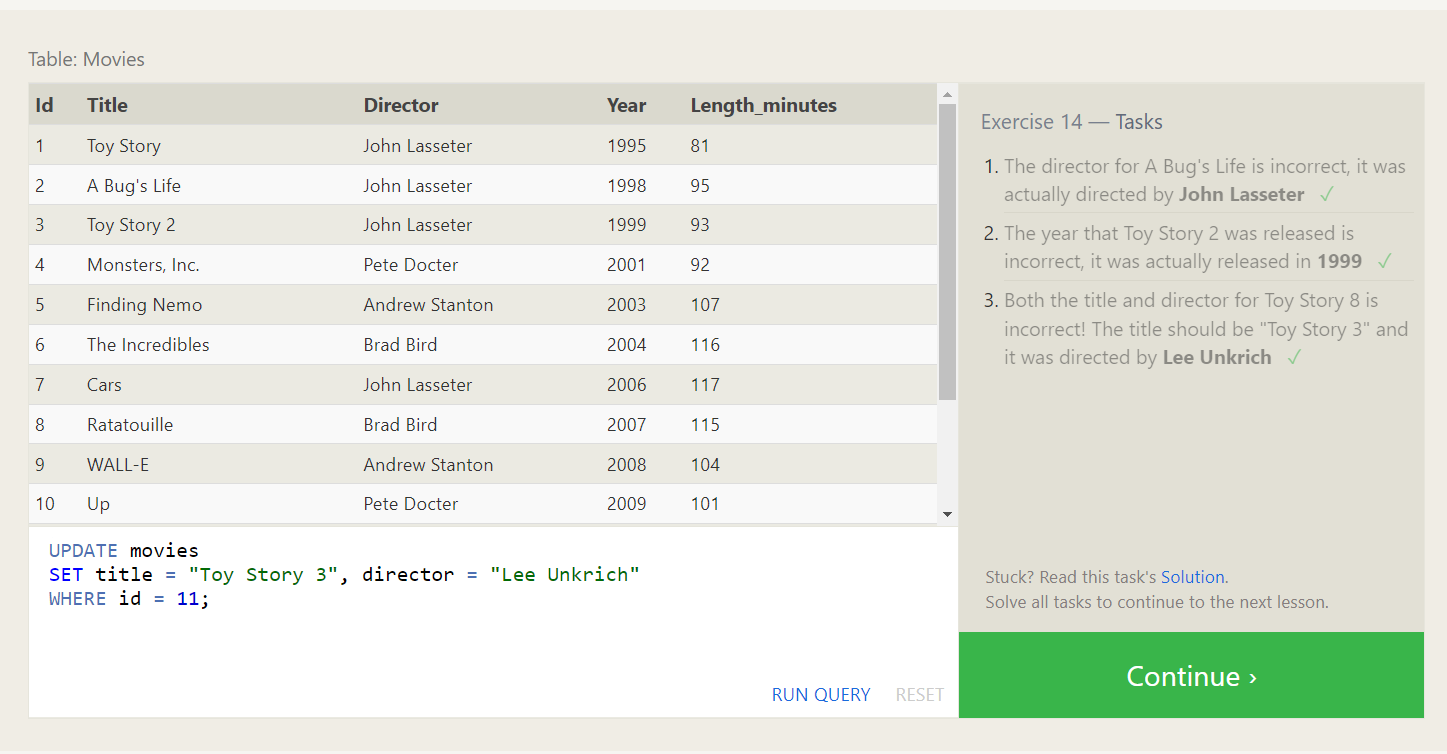 Table: Movies
Id Title Director Year Length_minutes
1 Toy Story John Lasseter 1995 81
2 A Bug's Life John Lasseter 1998 95
3 Toy Story 2 John Lasseter 1999 93
4 Monsters, Inc. Pete Docter 2001 92
5 Finding Nemo Andrew Stanton 2003 107
6 The Incredibles Brad Bird 2004 116
7 Cars John Lasseter 2006 117
8 Ratatouille Brad Bird 2007 115
9 WALL-E Andrew Stanton 2008 104
10 Up Pete Docter 2009 101
UPDATE movies
SET title = "Toy Story 3", director = "Lee Unkrich"
WHERE id = 11;
RUN QUERY RESET
Exercise 14 — Tasks
1. The director for A Bug's Life is incorrect, it was
actually directed by John Lasseter ✓
2. The year that Toy Story 2 was released is
incorrect, it was actually released in 1999 ✓
3. Both the title and director for Toy Story 8 is
incorrect! The title should be "Toy Story 3" and
it was directed by Lee Unkrich ✓
Stuck? Read this task's Solution.
Solve all tasks to continue to the next lesson.
Continue ›